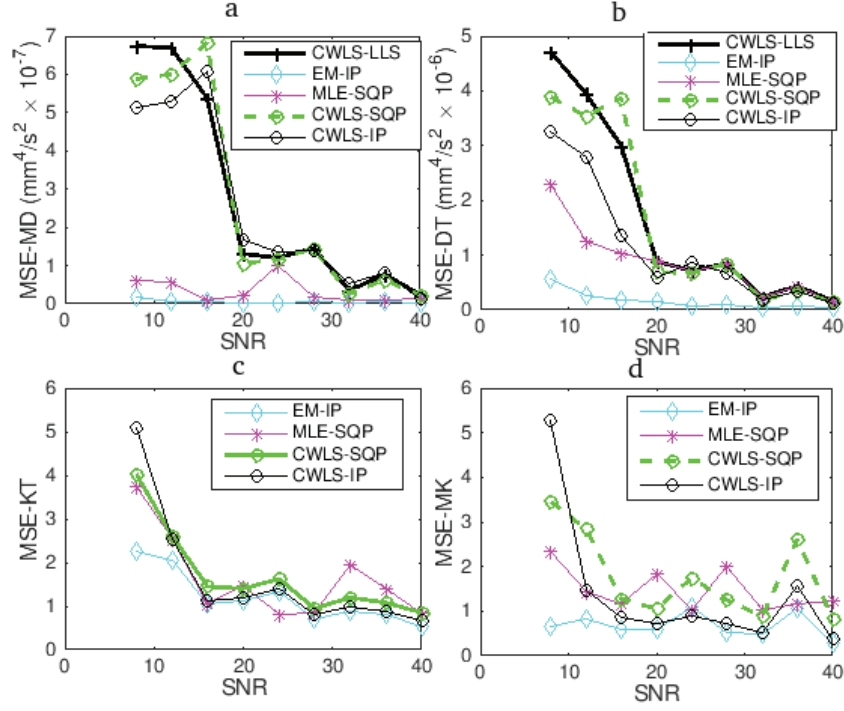 a
MSE-MD (mm⁴/s² × 10⁻⁷)
7
6
5
4
3
2
1
0
0 10 20 30 40
SNR
CWLS-LLS
EM-IP
MLE-SQP
CWLS-SQP
CWLS-IP
b
MSE-DT (mm⁴/s² × 10⁻⁶)
5
4
3
2
1
0
0 10 20 30 40
SNR
CWLS-LLS
EM-IP
MLE-SQP
CWLS-SQP
CWLS-IP
c
MSE-KT
6
5
4
3
2
1
0
0 10 20 30 40
SNR
EM-IP
MLE-SQP
CWLS-SQP
CWLS-IP
d
MSE-MK
6
5
4
3
2
1
0
0 10 20 30 40
SNR
EM-IP
MLE-SQP
CWLS-SQP
CWLS-IP